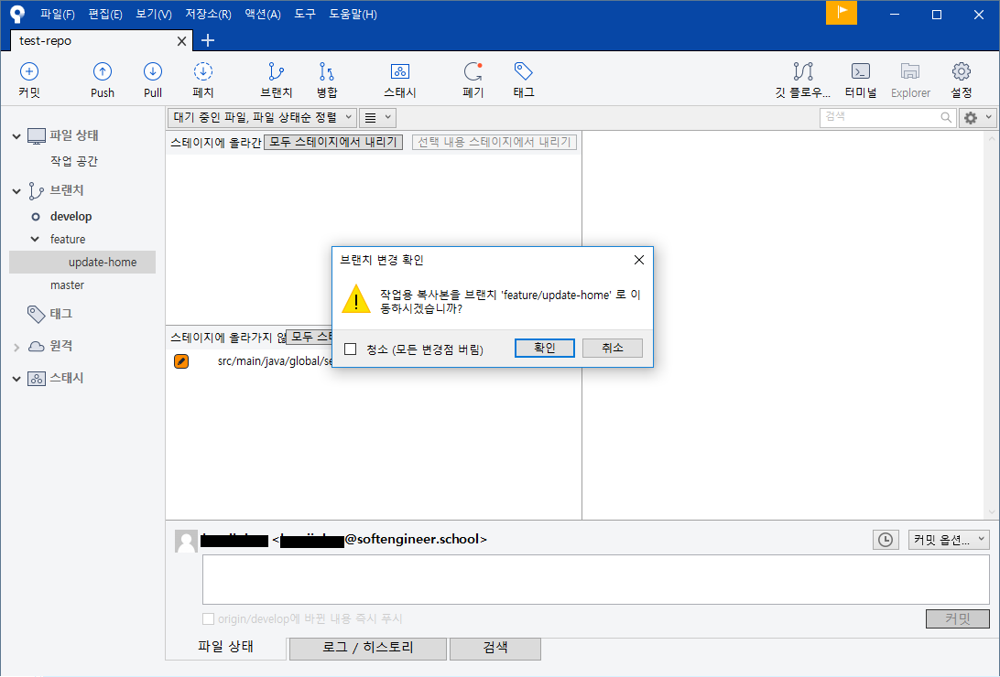 파일(F) 편집(E) 보기(V) 저장소(R) 액션(A) 도구 도움말(H)
test-repo
커밋 Push Pull 페치 브랜치 병합 스태시 폐기 태그 깃 플로우... 터미널 Explorer 설정
대기 중인 파일, 파일 상태순 정렬
검색
파일 상태
작업 공간
브랜치
develop
feature
update-home
master
태그
원격
스태시
스테이지에 올라간 모두 스테이지에서 내리기 선택 내용 스테이지에서 내리기
브랜치 변경 확인
작업용 복사본을 브랜치 'feature/update-home' 로 이
동하시겠습니까?
청소 (모든 변경점 버림) 확인 취소
스테이지에 올라가지 않 모두 스
src/main/java/global/se
@softengineer.school>
커밋 옵션...
origin/develop에 바뀐 내용 즉시 푸시
커밋
파일 상태 로그 / 히스토리 검색